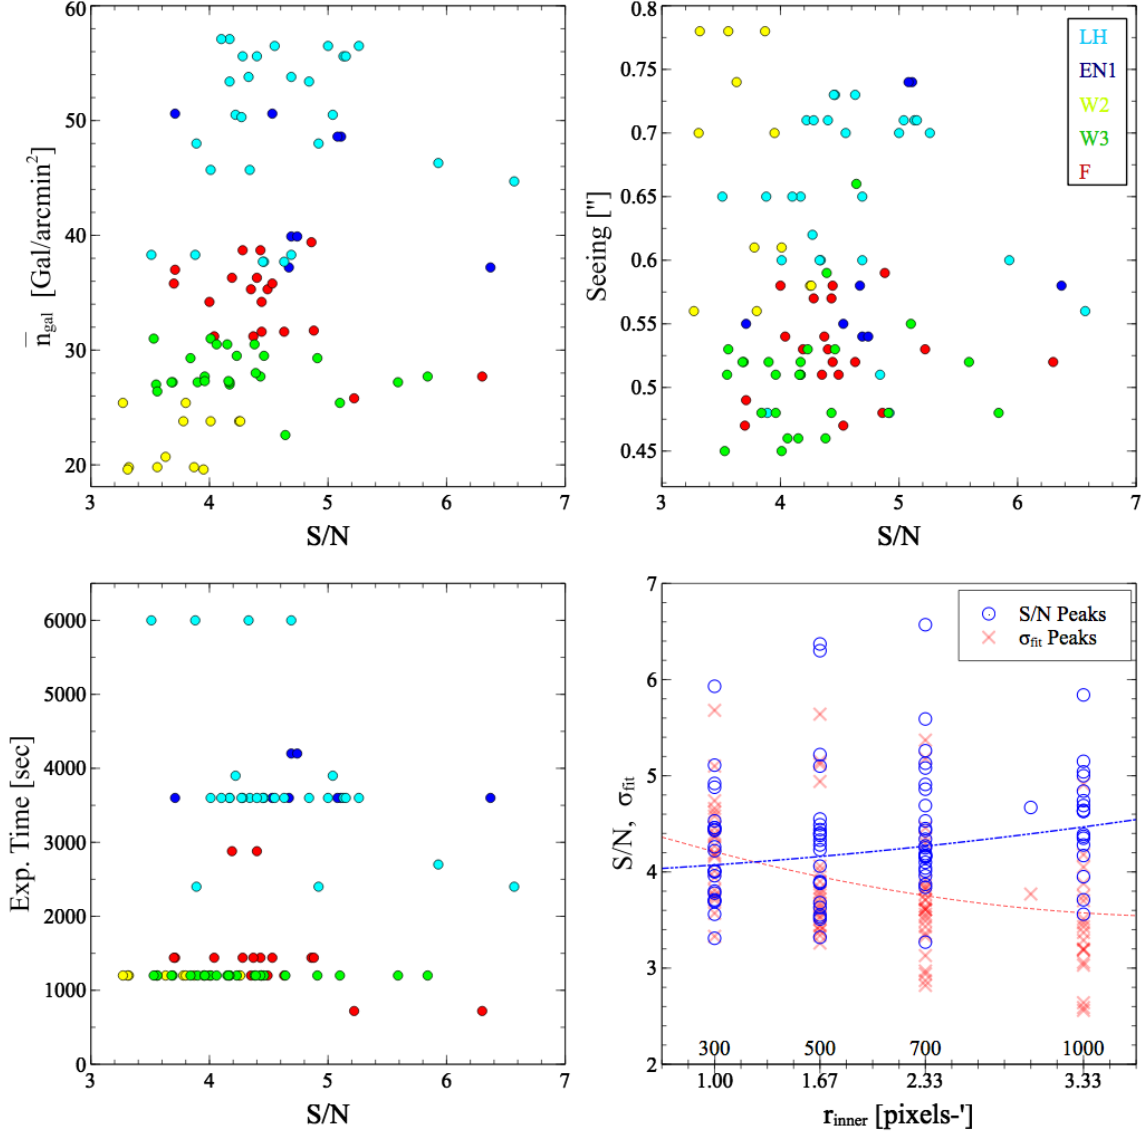 60
50
40
30
20
n̄gal [Gal/arcmin²]
3 4 5 6 7
S/N
0.8
0.75
0.7
0.65
0.6
0.55
0.5
0.45
Seeing ["]
3 4 5 6 7
S/N
LH
EN1
W2
W3
F
6000
5000
4000
3000
2000
1000
0
Exp. Time [sec]
3 4 5 6 7
S/N
7
6
5
4
3
2
S/N, σfit
S/N Peaks
σfit Peaks
300 500 700 1000
1.00 1.67 2.33 3.33
rinner [pixels-']